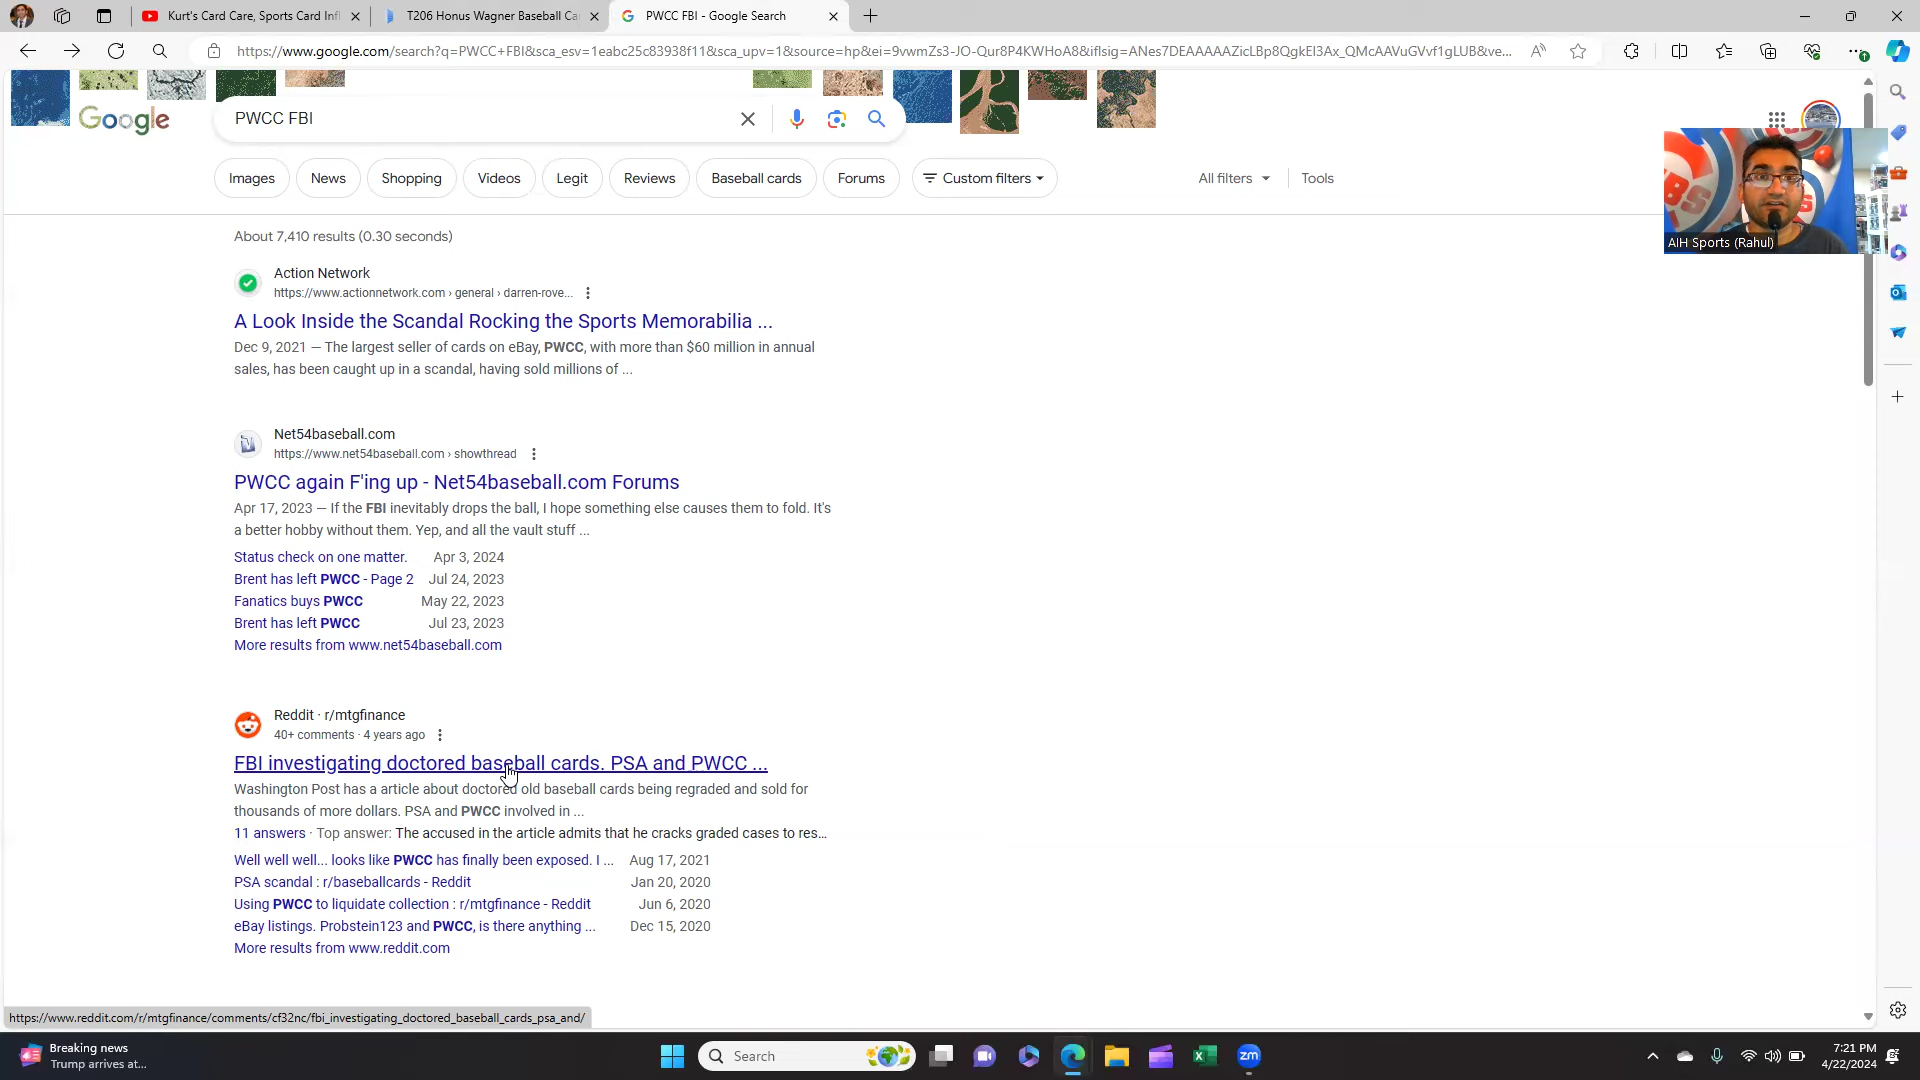 Kurt's Card Care, Sports Card Inf
T206 Honus Wagner Baseball Ca
PWCC FBI - Google Search
https://www.google.com/search?q=PWCC+FBI&sca_esv=1eabc25c83938f11&sca_upv=1&source=hp&ei=9vwmZs3-JO-Qur8P4KWHoA8&iflsig=ANes7DEAAAAAZicLBp8QgkEI3Ax_QMcAAVuGVvf1gLUB&ve...
Google
PWCC FBI
Images News Shopping Videos Legit Reviews Baseball cards Forums Custom filters All filters Tools
AIH Sports (Rahul)
About 7,410 results (0.30 seconds)
Action Network
https://www.actionnetwork.com › general › darren-rove...
A Look Inside the Scandal Rocking the Sports Memorabilia ...
Dec 9, 2021 — The largest seller of cards on eBay, PWCC, with more than $60 million in annual
sales, has been caught up in a scandal, having sold millions of ...
Net54baseball.com
https://www.net54baseball.com › showthread
PWCC again F'ing up - Net54baseball.com Forums
Apr 17, 2023 — If the FBI inevitably drops the ball, I hope something else causes them to fold. It's
a better hobby without them. Yep, and all the vault stuff ...
Status check on one matter. Apr 3, 2024
Brent has left PWCC - Page 2 Jul 24, 2023
Fanatics buys PWCC May 22, 2023
Brent has left PWCC Jul 23, 2023
More results from www.net54baseball.com
Reddit · r/mtgfinance
40+ comments · 4 years ago
FBI investigating doctored baseball cards. PSA and PWCC ...
Washington Post has a article about doctored old baseball cards being regraded and sold for
thousands of more dollars. PSA and PWCC involved in ...
11 answers · Top answer: The accused in the article admits that he cracks graded cases to res...
Well well well... looks like PWCC has finally been exposed. I ... Aug 17, 2021
PSA scandal : r/baseballcards - Reddit Jan 20, 2020
Using PWCC to liquidate collection : r/mtgfinance - Reddit Jun 6, 2020
eBay listings. Probstein123 and PWCC, is there anything ... Dec 15, 2020
More results from www.reddit.com
https://www.reddit.com/r/mtgfinance/comments/cf32nc/fbi_investigating_doctored_baseball_cards_psa_and/
Breaking news
Trump arrives at...
Search
zm
7:21 PM
4/22/2024